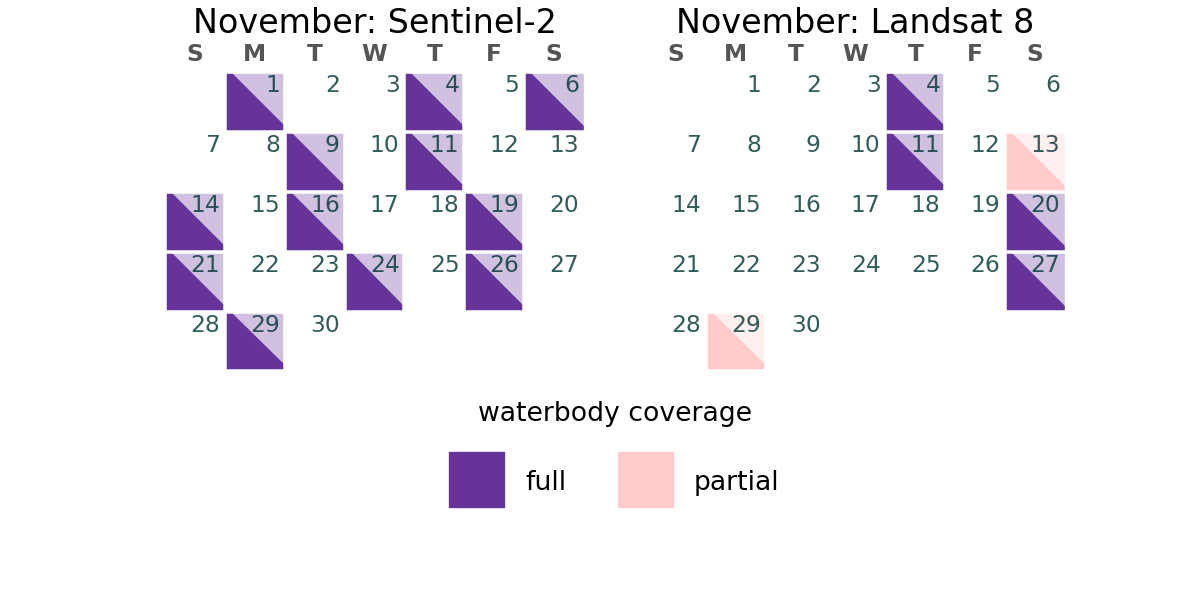 November: Sentinel-2
S M T W T F S
1 2 3 4 5 6
7 8 9 10 11 12 13
14 15 16 17 18 19 20
21 22 23 24 25 26 27
28 29 30
November: Landsat 8
S M T W T F S
1 2 3 4 5 6
7 8 9 10 11 12 13
14 15 16 17 18 19 20
21 22 23 24 25 26 27
28 29 30
waterbody coverage
full partial